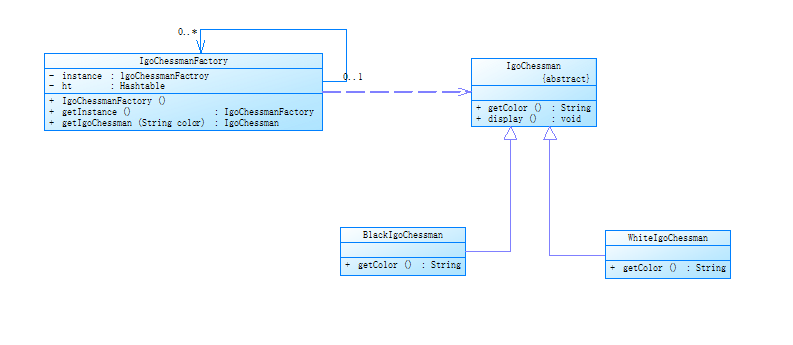 0..*
IgoChessmanFactory
- instance : lgoChessmanFactroy
- ht : Hashtable
+ IgoChessmanFactory ()
+ getInstance () : IgoChessmanFactory
+ getIgoChessman (String color) : IgoChessman
0..1
IgoChessman
{abstract}
+ getColor () : String
+ display () : void
BlackIgoChessman
+ getColor () : String
WhiteIgoChessman
+ getColor () : String